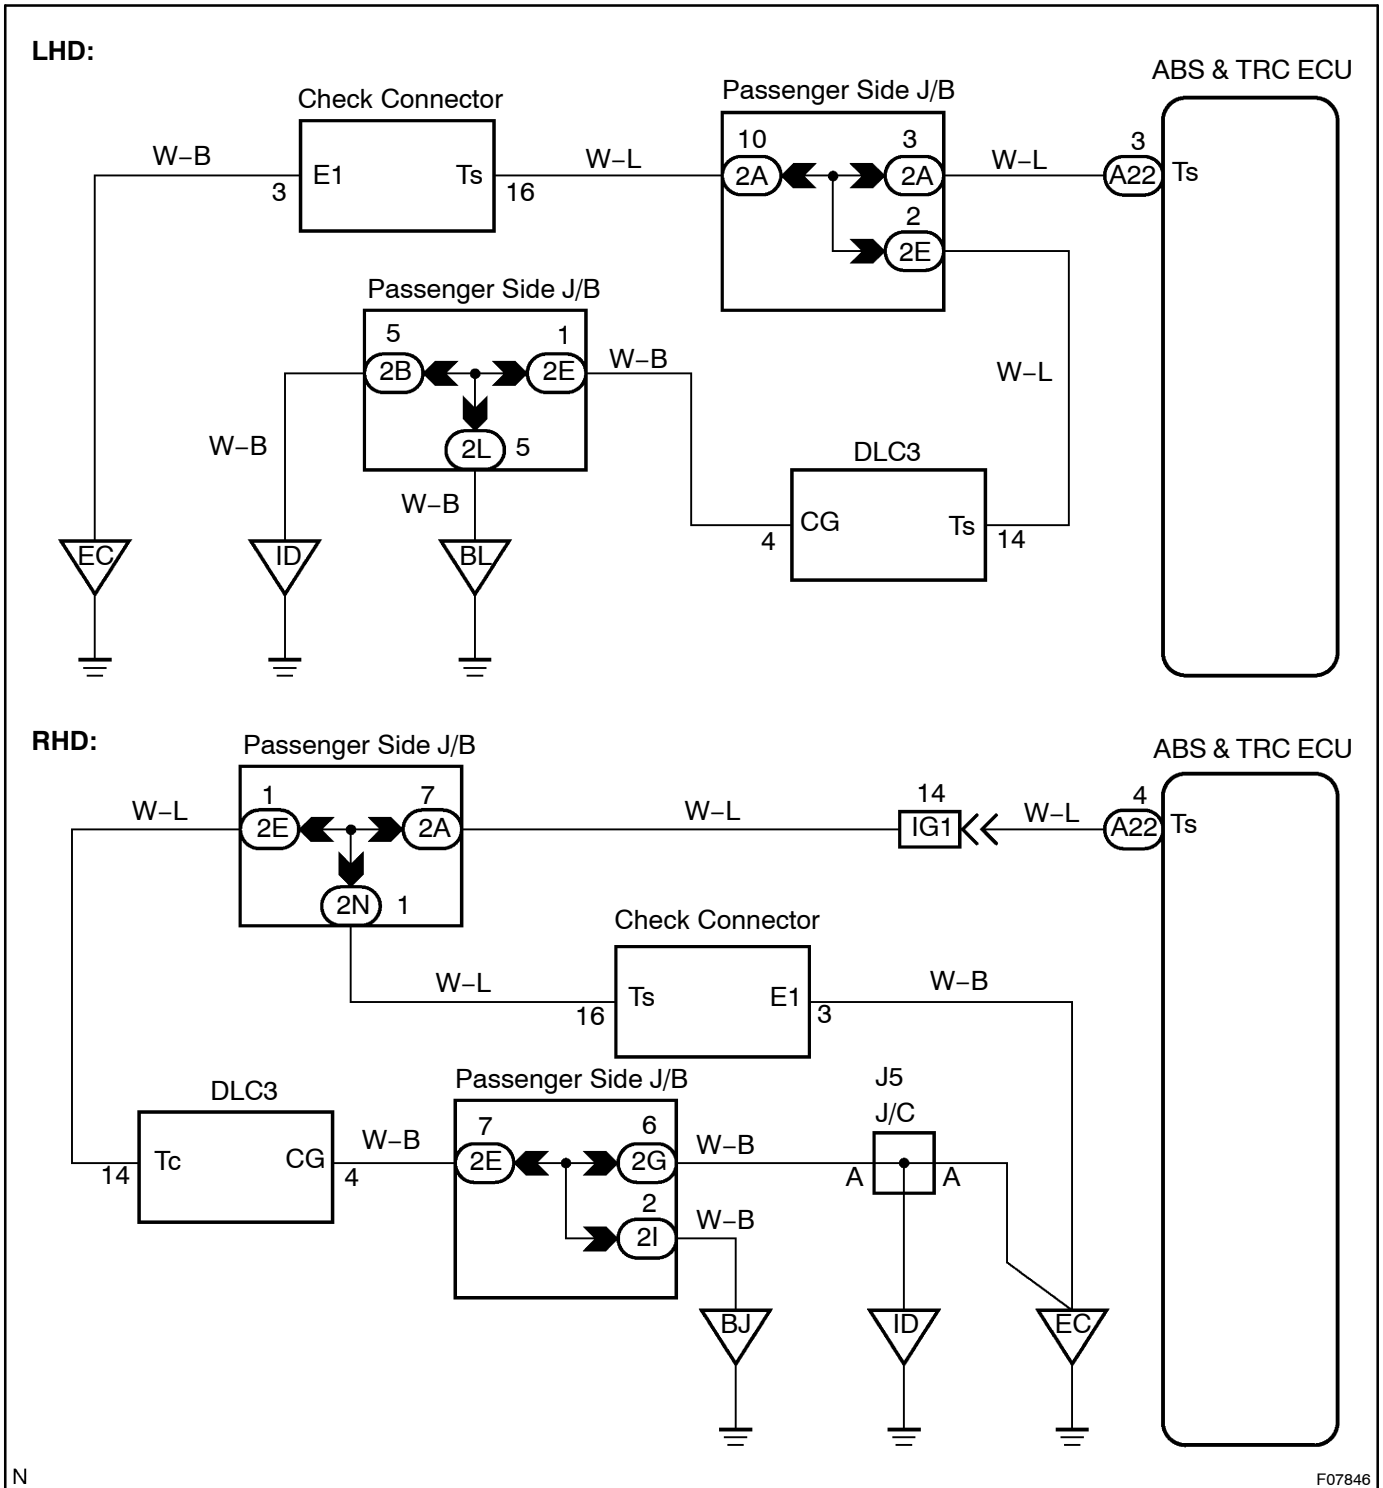 LHD:
ABS & TRC ECU
Passenger Side J/B
Check Connector
10
3
3
W–B
W–L
W–L
E1
Ts
2A
2A
A22
Ts
3
16
2
2E
Passenger Side J/B
5
1
W–B
2B
2E
W–L
W–B
2L
5
DLC3
W–B
CG
Ts
4
14
EC
ID
BL
RHD:
Passenger Side J/B
ABS & TRC ECU
1
7
14
4
W–L
W–L
W–L
2E
2A
IG1
A22
Ts
2N
1
Check Connector
W–L
W–B
Ts
E1
16
3
DLC3
Passenger Side J/B
J5
J/C
7
6
W–B
W–B
Tc
CG
2E
2G
14
4
A
A
2
W–B
2I
BJ
ID
EC
N
F07846